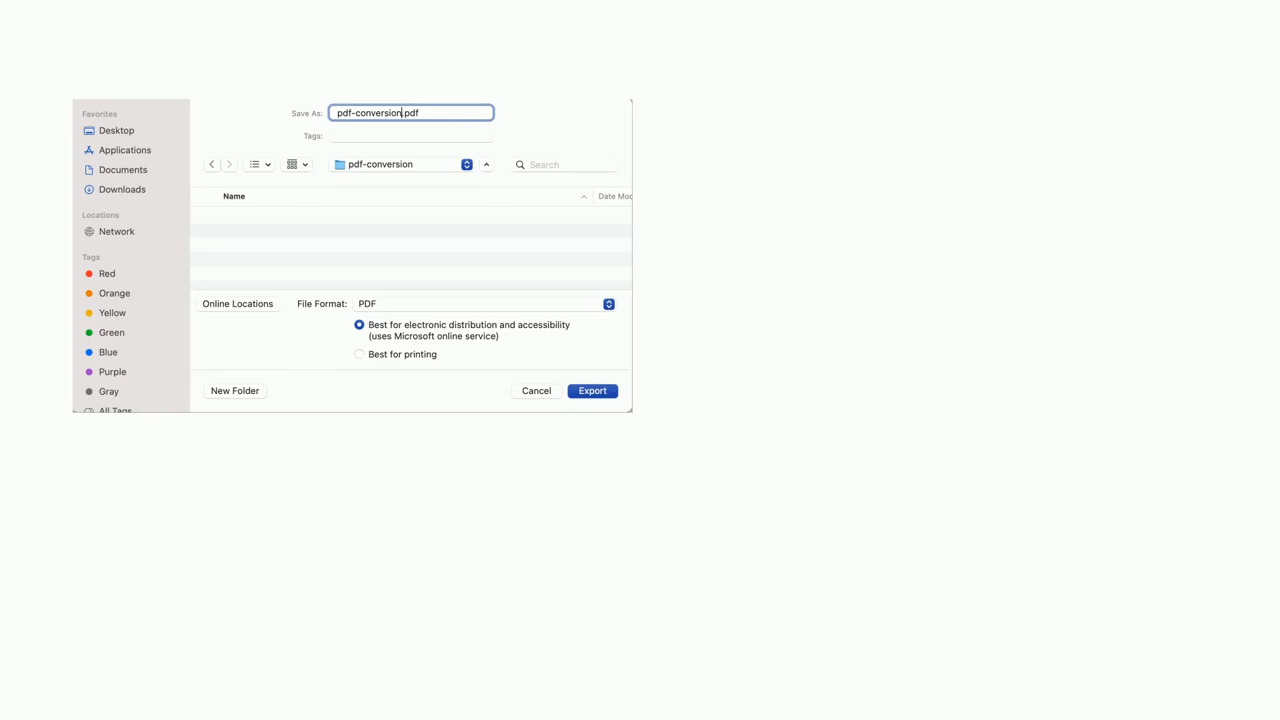 Favorites
Desktop
Applications
Documents
Downloads
Locations
Network
Tags
Red
Orange
Yellow
Green
Blue
Purple
Gray
All Tags
Save As: pdf-conversion.pdf
Tags:
pdf-conversion
Search
Name
Date Mod
Online Locations
File Format: PDF
Best for electronic distribution and accessibility
(uses Microsoft online service)
Best for printing
New Folder
Cancel
Export